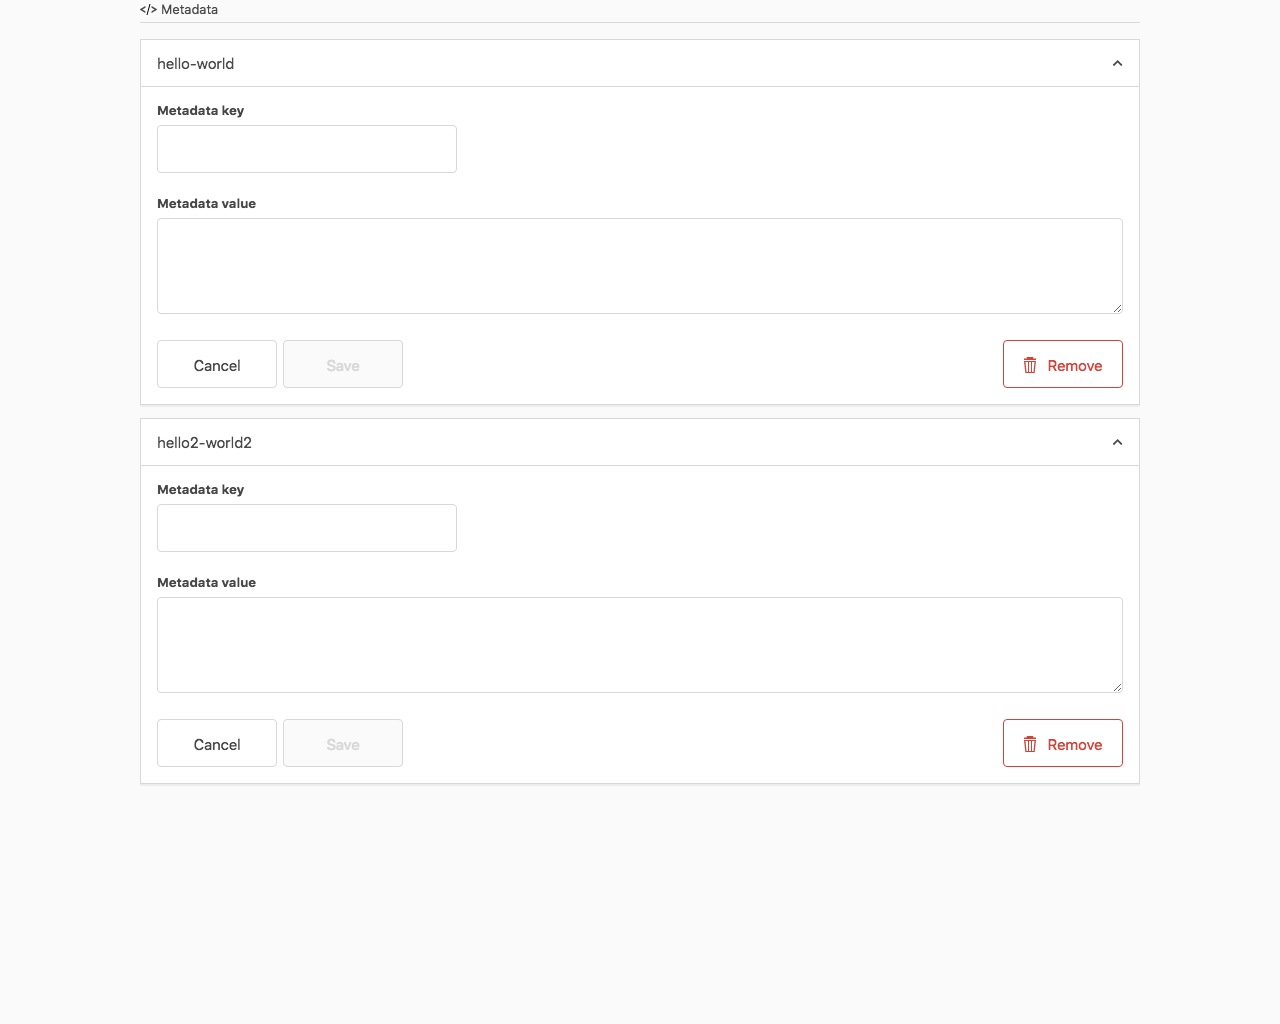 </> Metadata
hello-world
Metadata key
Metadata value
Cancel Save Remove
hello2-world2
Metadata key
Metadata value
Cancel Save Remove